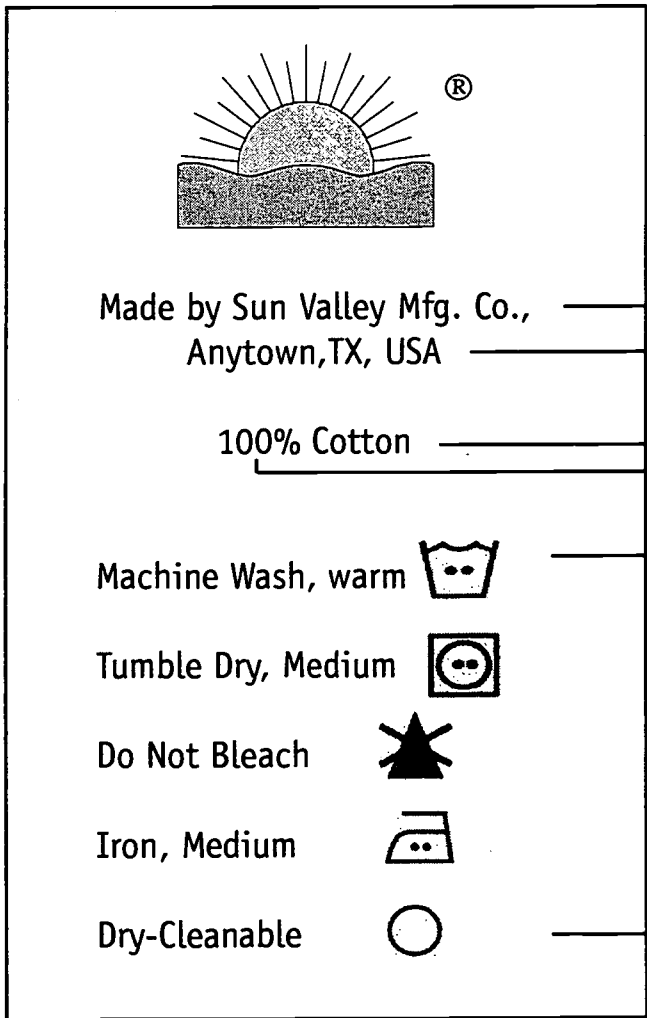 ®
Made by Sun Valley Mfg. Co.,
Anytown,TX, USA
100% Cotton
Machine Wash, warm
Tumble Dry, Medium
Do Not Bleach
Iron, Medium
Dry-Cleanable